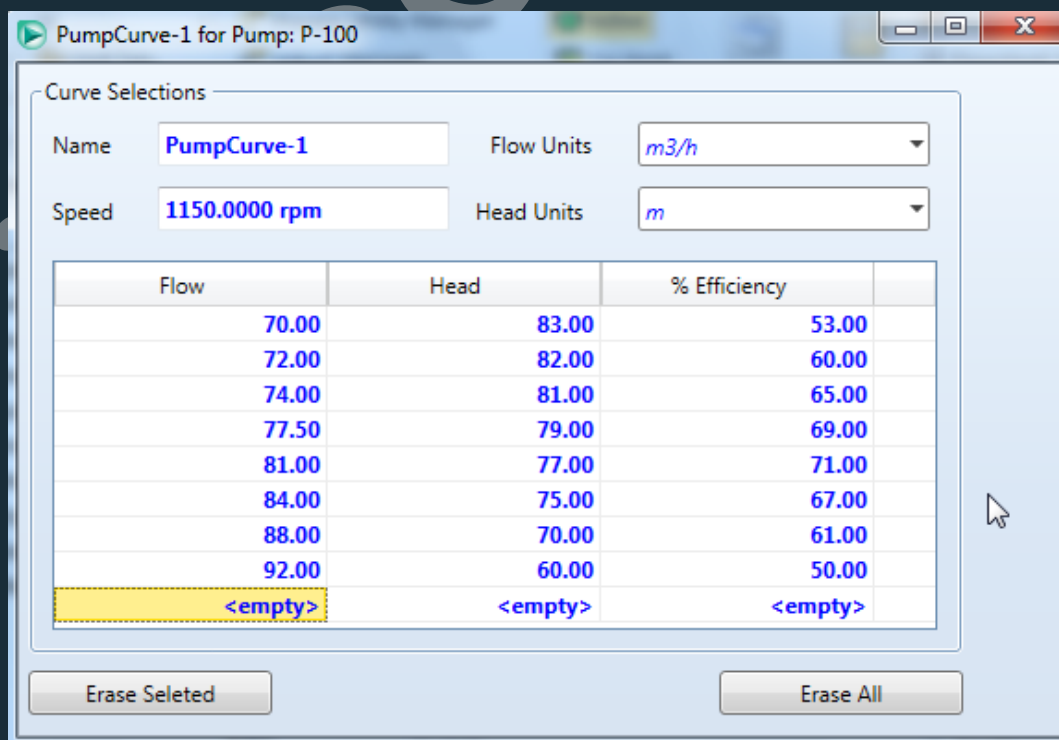 PumpCurve-1 for Pump: P-100
Curve Selections
Name PumpCurve-1 Flow Units m3/h
Speed 1150.0000 rpm Head Units m
Flow Head % Efficiency
70.00 83.00 53.00
72.00 82.00 60.00
74.00 81.00 65.00
77.50 79.00 69.00
81.00 77.00 71.00
84.00 75.00 67.00
88.00 70.00 61.00
92.00 60.00 50.00
<empty> <empty> <empty>
Erase Seleted Erase All